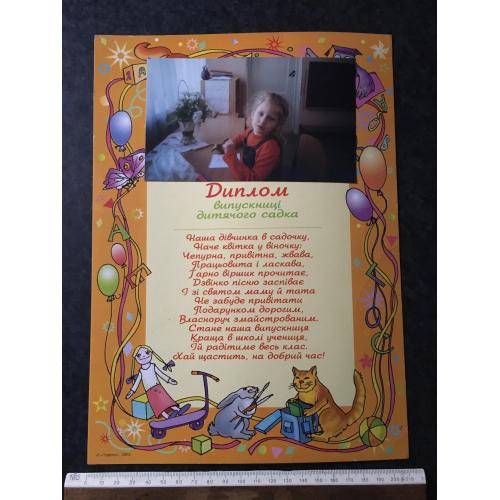 Диплом
випускниці
дитячого садка
Наша дівчинка в садочку,
Наче квітка у віночку:
Чепурна, привітна, жвава,
Працьовита і ласкава,
Гарно віршик прочитає,
Дзвінко пісню заспіває
І зі святом маму й тата
Не забуде привітати
Подарунком дорогим,
Власноруч змайстрованим.
Стане наша випускниця
Краща в школі учениця,
Їй радітиме весь клас.
Хай щастить, на добрий час!